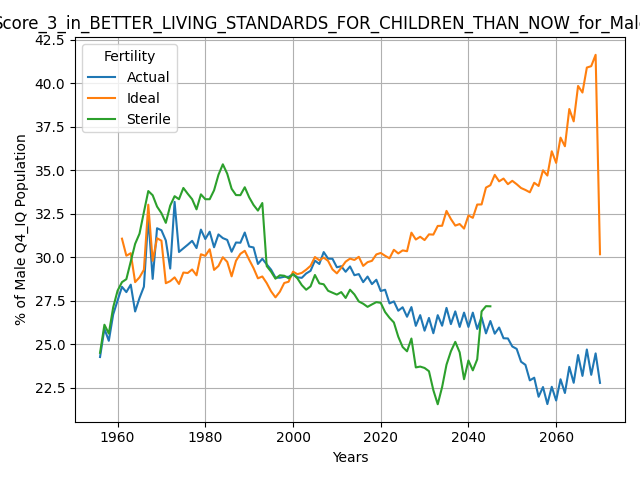 Score_3_in_BETTER_LIVING_STANDARDS_FOR_CHILDREN_THAN_NOW_for_Male
Fertility
Actual
Ideal
Sterile
42.5
40.0
37.5
35.0
32.5
30.0
27.5
25.0
22.5
% of Male Q4_IQ Population
1960
1980
2000
2020
2040
2060
Years